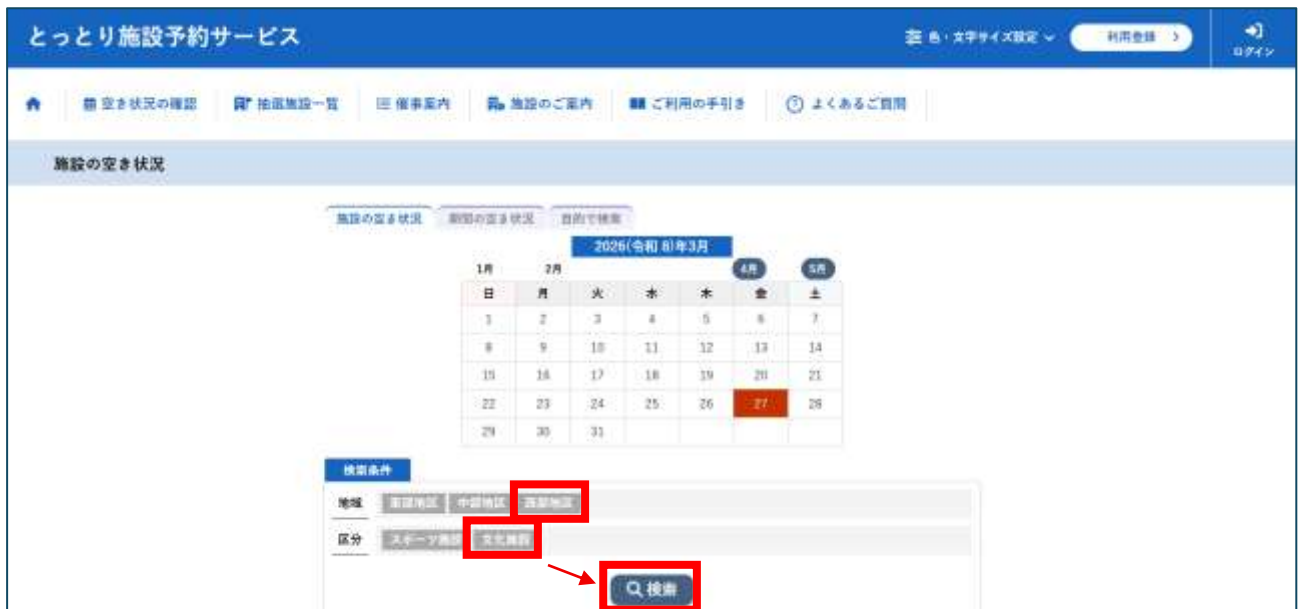 とっとり施設予約サービス
色・文字サイズ設定
利用登録
ログイン
空き状況の確認
抽選施設一覧
催事案内
施設のご案内
ご利用の手引き
よくあるご質問
施設の空き状況
施設の空き状況 期間の空き状況 目的で検索
2026(令和 8)年3月
1月 2月 4月 5月
日 月 火 水 木 金 土
1 2 3 4 5 6 7
8 9 10 11 12 13 14
15 16 17 18 19 20 21
22 23 24 25 26 27 28
29 30 31
検索条件
地域 東部地区 中部地区 西部地区
区分 スポーツ施設 文化施設
検索